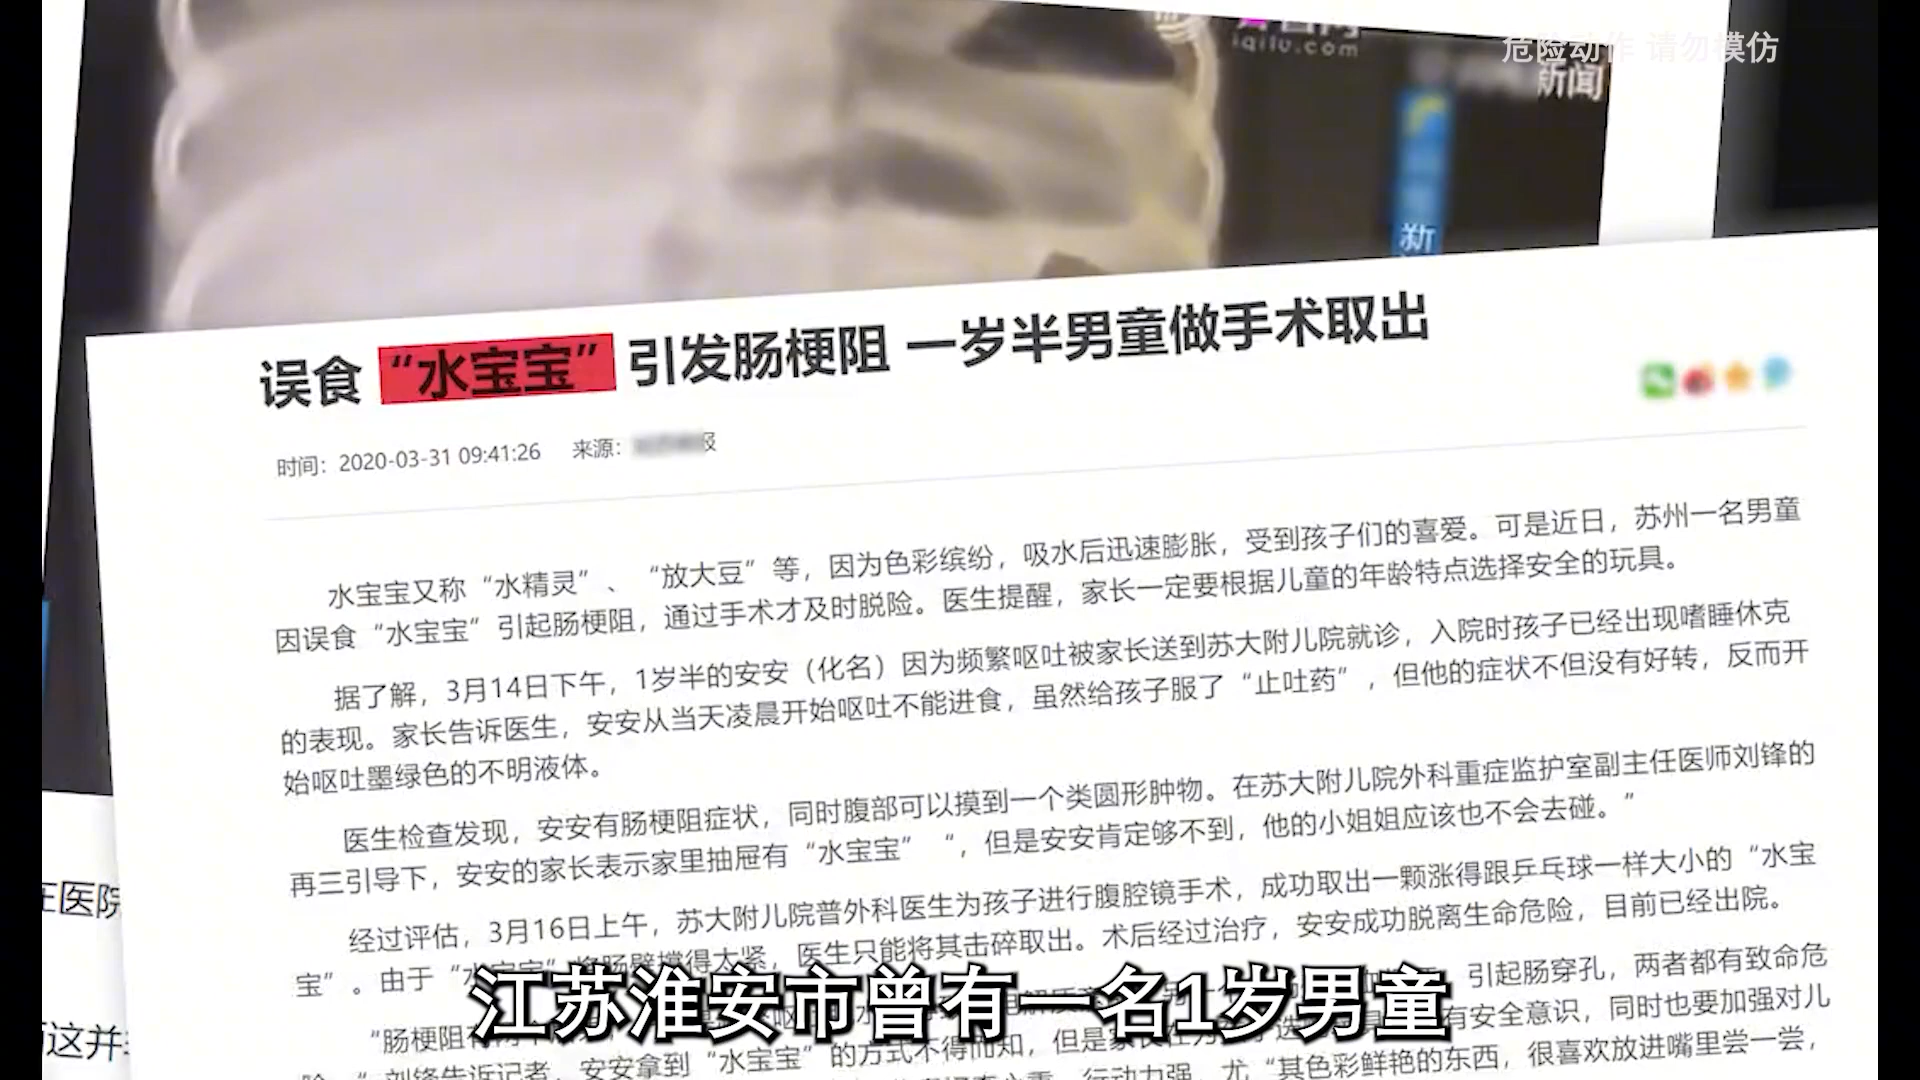 iqilu.com
危险动作 请勿模仿
新闻
新
误食 “水宝宝” 引发肠梗阻 一岁半男童做手术取出
时间：2020-03-31 09:41:26 来源： 报
水宝宝又称“水精灵”、“放大豆”等，因为色彩缤纷，吸水后迅速膨胀，受到孩子们的喜爱。可是近日，苏州一名男童
因误食“水宝宝”引起肠梗阻，通过手术才及时脱险。医生提醒，家长一定要根据儿童的年龄特点选择安全的玩具。
据了解，3月14日下午，1岁半的安安（化名）因为频繁呕吐被家长送到苏大附儿院就诊，入院时孩子已经出现嗜睡休克
的表现。家长告诉医生，安安从当天凌晨开始呕吐不能进食，虽然给孩子服了“止吐药”，但他的症状不但没有好转，反而开
始呕吐墨绿色的不明液体。
医生检查发现，安安有肠梗阻症状，同时腹部可以摸到一个类圆形肿物。在苏大附儿院外科重症监护室副主任医师刘锋的
再三引导下，安安的家长表示家里抽屉有“水宝宝” “，但是安安肯定够不到，他的小姐姐应该也不会去碰。”
经过评估，3月16日上午，苏大附儿院普外科医生为孩子进行腹腔镜手术，成功取出一颗涨得跟乒乓球一样大小的“水宝
宝”。由于“水宝宝”将肠壁撑得太紧，医生只能将其击碎取出。术后经过治疗，安安成功脱离生命危险，目前已经出院。
“肠梗阻 引起肠穿孔，两者都有致命危
刘锋告诉记者，安安拿到“水宝宝”的方式不得而知，但是家长 有安全意识，同时也要加强对儿
行动力强，尤“其色彩鲜艳的东西，很喜欢放进嘴里尝一尝，
在医院
这并
江苏淮安市曾有一名1岁男童